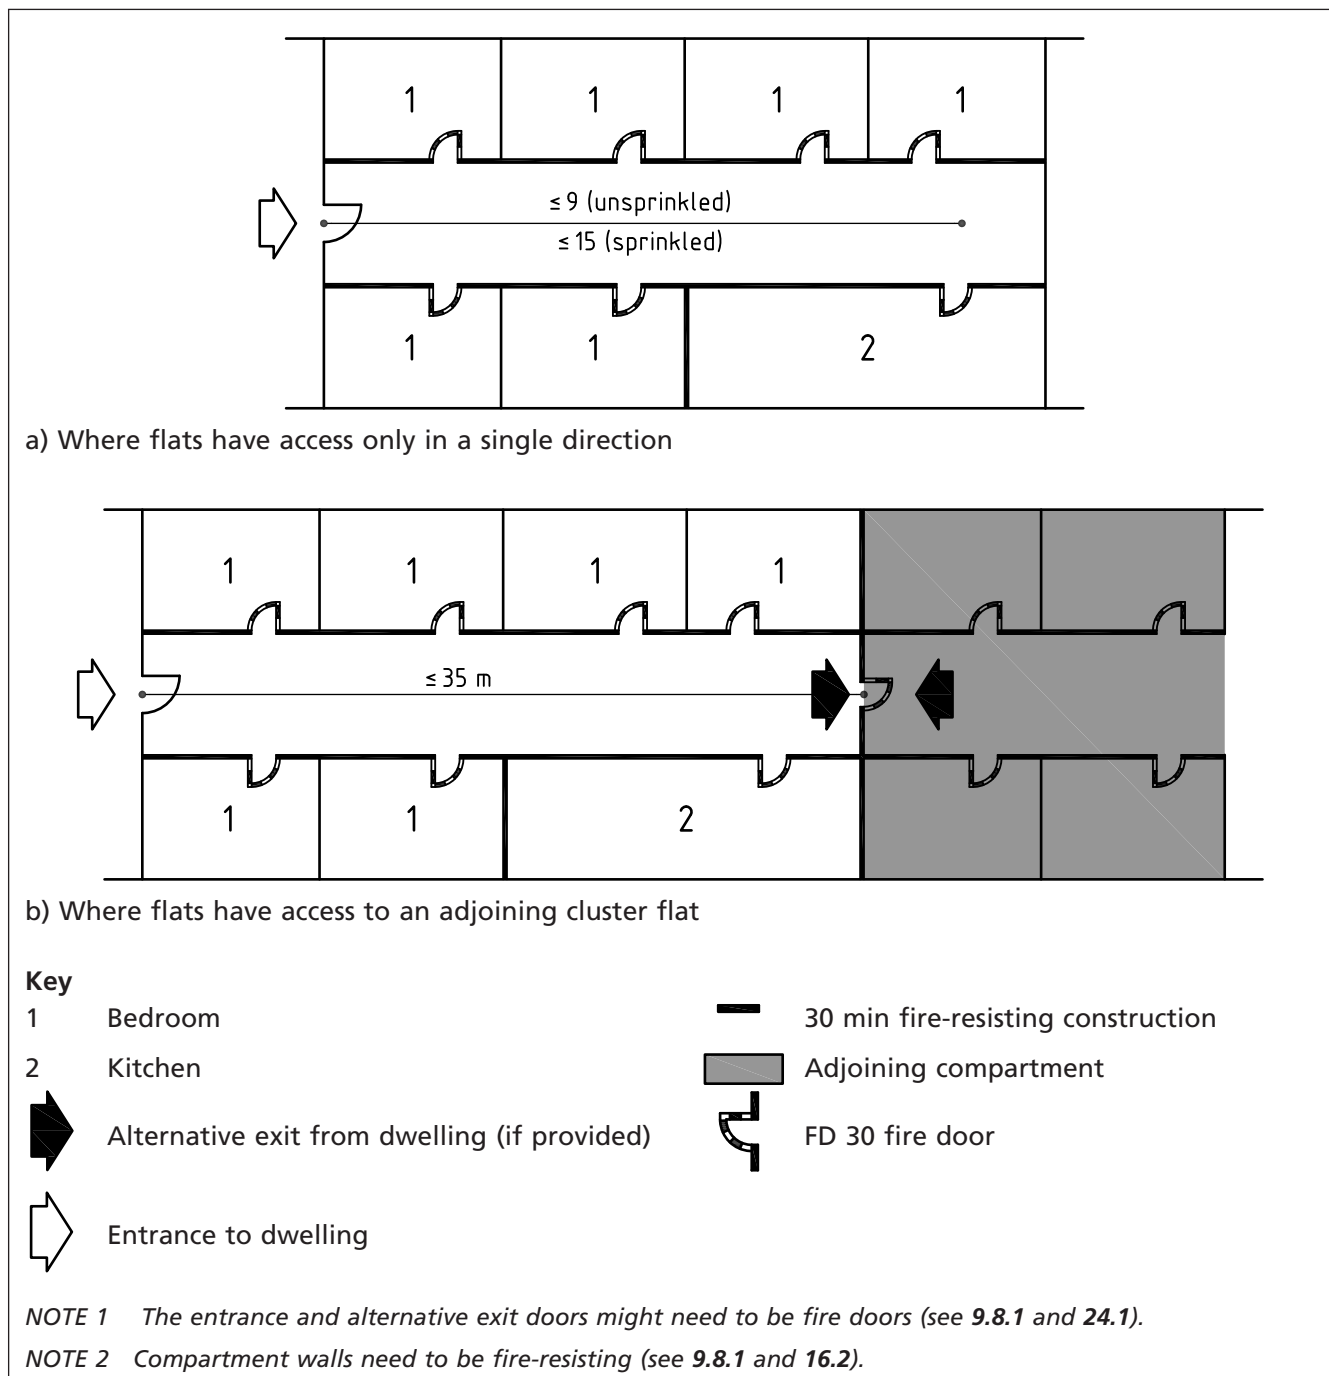 1 1 1 1
≤ 9 (unsprinkled)
≤ 15 (sprinkled)
1 1 2
a) Where flats have access only in a single direction
1 1 1 1
≤ 35 m
1 1 2
b) Where flats have access to an adjoining cluster flat
Key
1 Bedroom
30 min fire-resisting construction
2 Kitchen
Adjoining compartment
Alternative exit from dwelling (if provided)
FD 30 fire door
Entrance to dwelling
NOTE 1 The entrance and alternative exit doors might need to be fire doors (see 9.8.1 and 24.1).
NOTE 2 Compartment walls need to be fire-resisting (see 9.8.1 and 16.2).